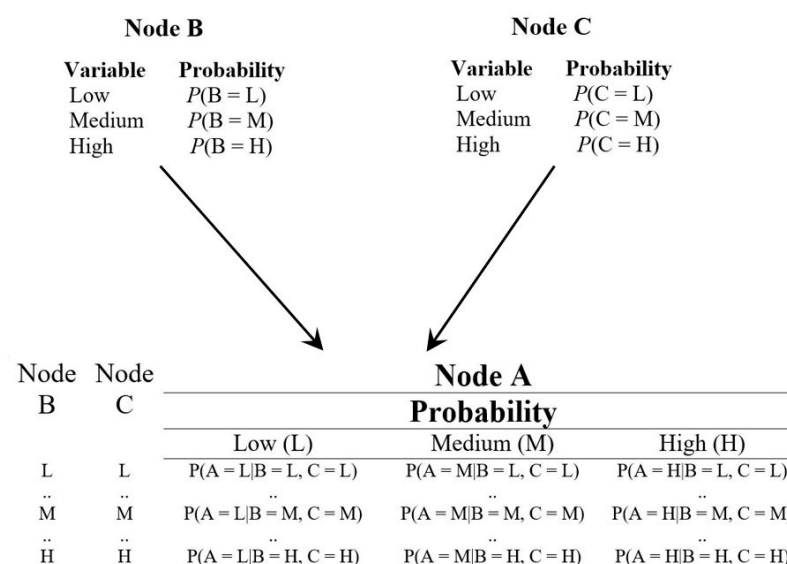 Node B
Variable Probability
Low P(B = L)
Medium P(B = M)
High P(B = H)
Node C
Variable Probability
Low P(C = L)
Medium P(C = M)
High P(C = H)
Node Node Node A
B C Probability
Low (L) Medium (M) High (H)
L L P(A = L|B = L, C = L) P(A = M|B = L, C = L) P(A = H|B = L, C = L)
.. .. .. .. ..
M M P(A = L|B = M, C = M) P(A = M|B = M, C = M) P(A = H|B = M, C = M
.. .. .. .. ..
H H P(A = L|B = H, C = H) P(A = M|B = H, C = H) P(A = H|B = H, C = H)